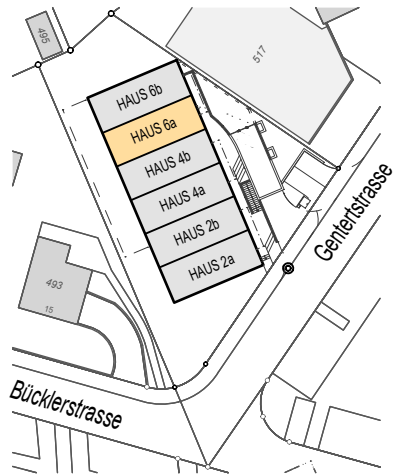 495
517
HAUS 6b
HAUS 6a
HAUS 4b
HAUS 4a
HAUS 2b
HAUS 2a
Gentertstrasse
493
15
Bücklerstrasse